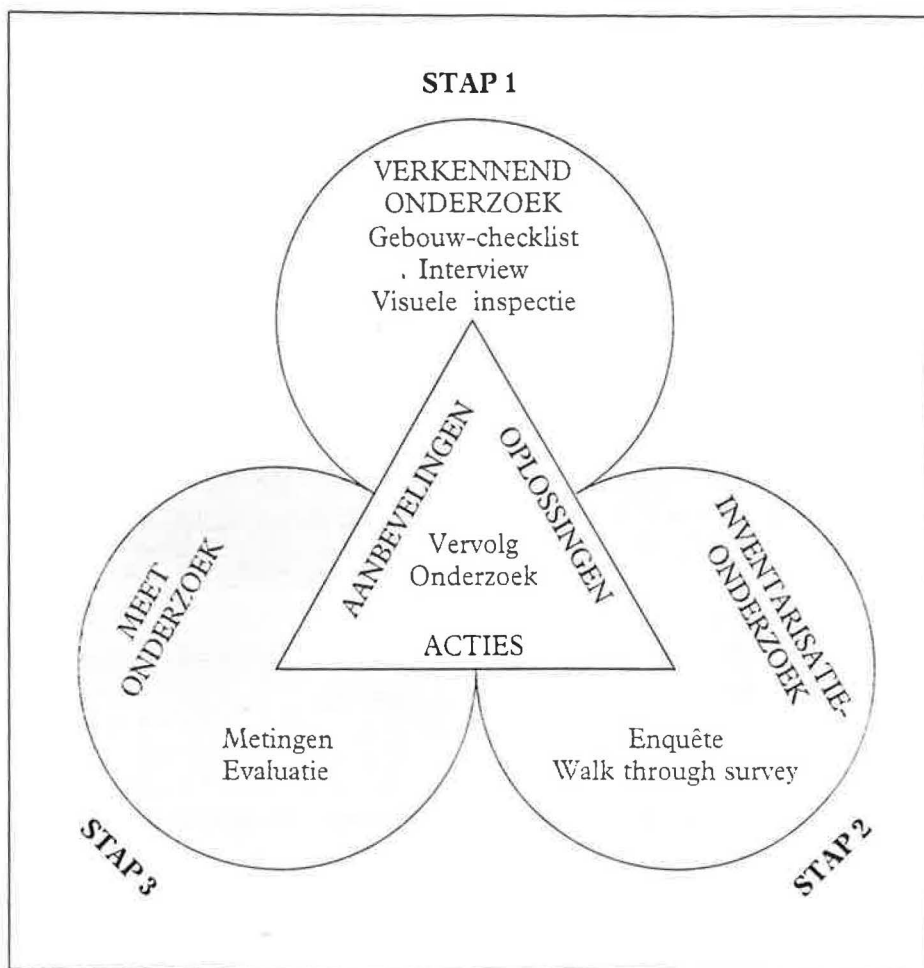 STAP 1
VERKENNEND
ONDERZOEK
Gebouw-checklist
Interview
Visuele inspectie
AANBEVELINGEN
OPLOSSINGEN
Vervolg
Onderzoek
ACTIES
INVENTARISATIE-
ONDERZOEK
Enquête
Walk through survey
STAP 2
MEET
ONDERZOEK
Metingen
Evaluatie
STAP 3